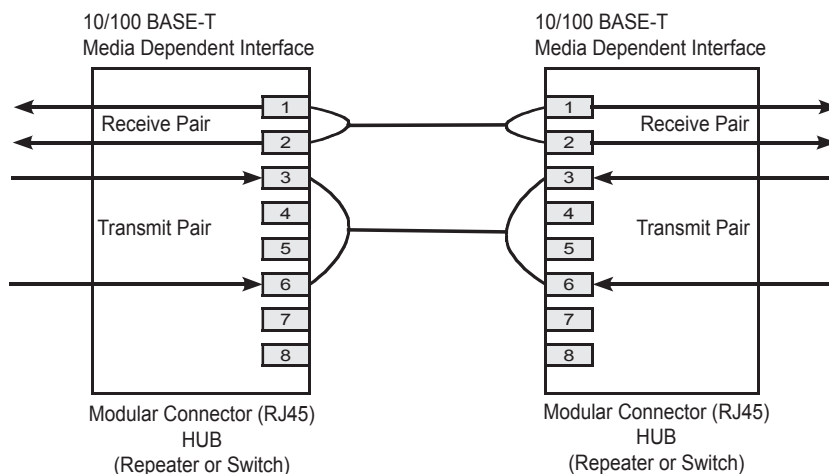 10/100 BASE-T
Media Dependent Interface
10/100 BASE-T
Media Dependent Interface
1
Receive Pair
2
3
4
Transmit Pair
5
6
7
8
1
Receive Pair
2
3
4
Transmit Pair
5
6
7
8
Modular Connector (RJ45)
HUB
(Repeater or Switch)
Modular Connector (RJ45)
HUB
(Repeater or Switch)